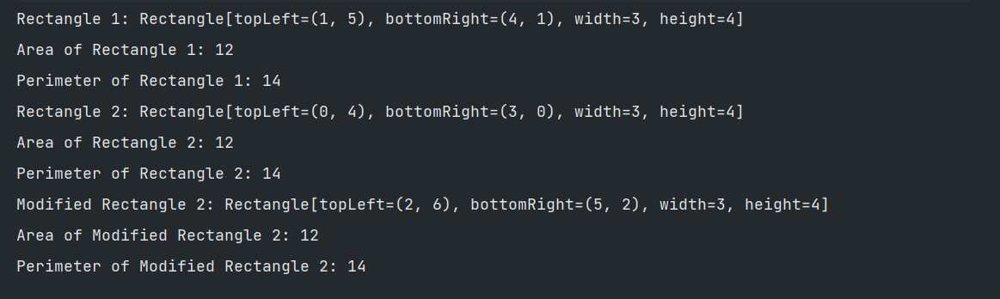 Rectangle 1: Rectangle[topLeft=(1, 5), bottomRight=(4, 1), width=3, height=4]
Area of Rectangle 1: 12
Perimeter of Rectangle 1: 14
Rectangle 2: Rectangle[topLeft=(0, 4), bottomRight=(3, 0), width=3, height=4]
Area of Rectangle 2: 12
Perimeter of Rectangle 2: 14
Modified Rectangle 2: Rectangle[topLeft=(2, 6), bottomRight=(5, 2), width=3, height=4]
Area of Modified Rectangle 2: 12
Perimeter of Modified Rectangle 2: 14